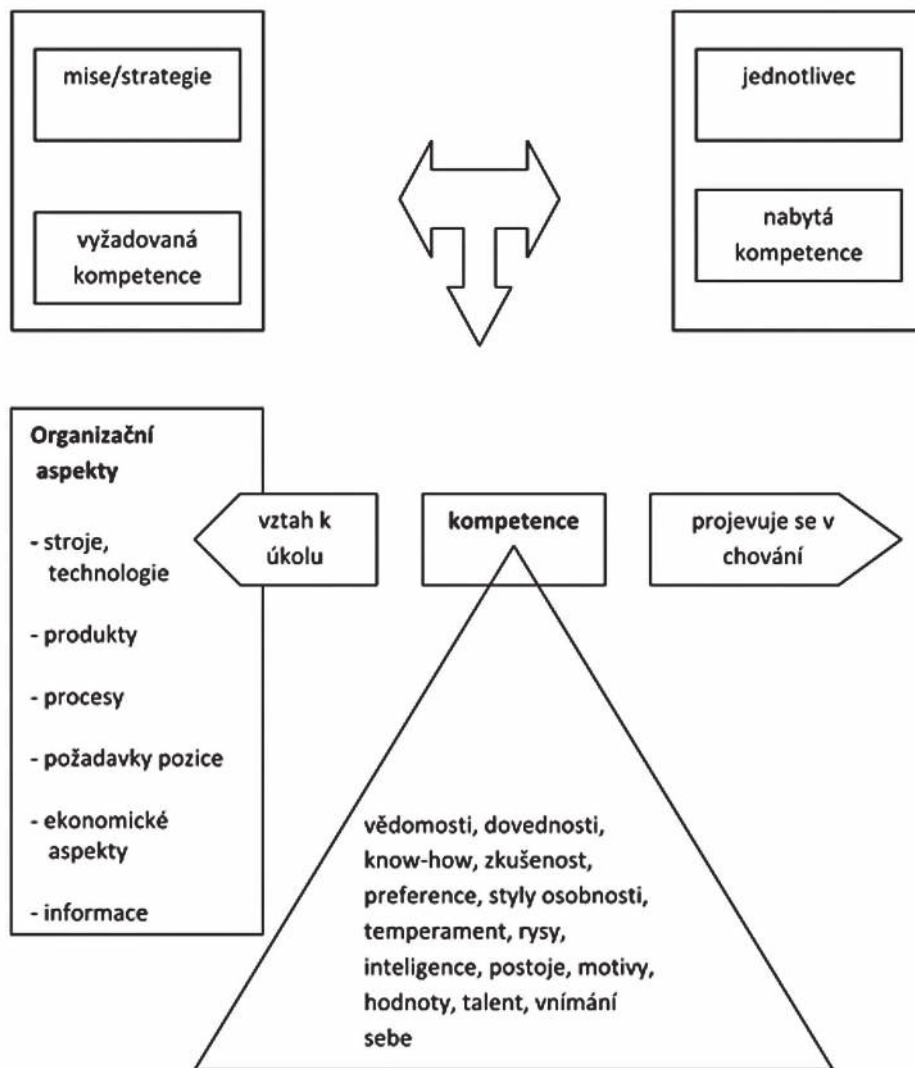 mise/strategie
vyžadovaná
kompetence
jednotlivec
nabytá
kompetence
Organizační
aspekty
- stroje,
technologie
- produkty
- procesy
- požadavky pozice
- ekonomické
aspekty
- informace
vztah k
úkolu
kompetence
projevuje se v
chování
vědomosti, dovednosti,
know-how, zkušenost,
preference, styly osobnosti,
temperament, rysy,
inteligence, postoje, motivy,
hodnoty, talent, vnímání
sebe